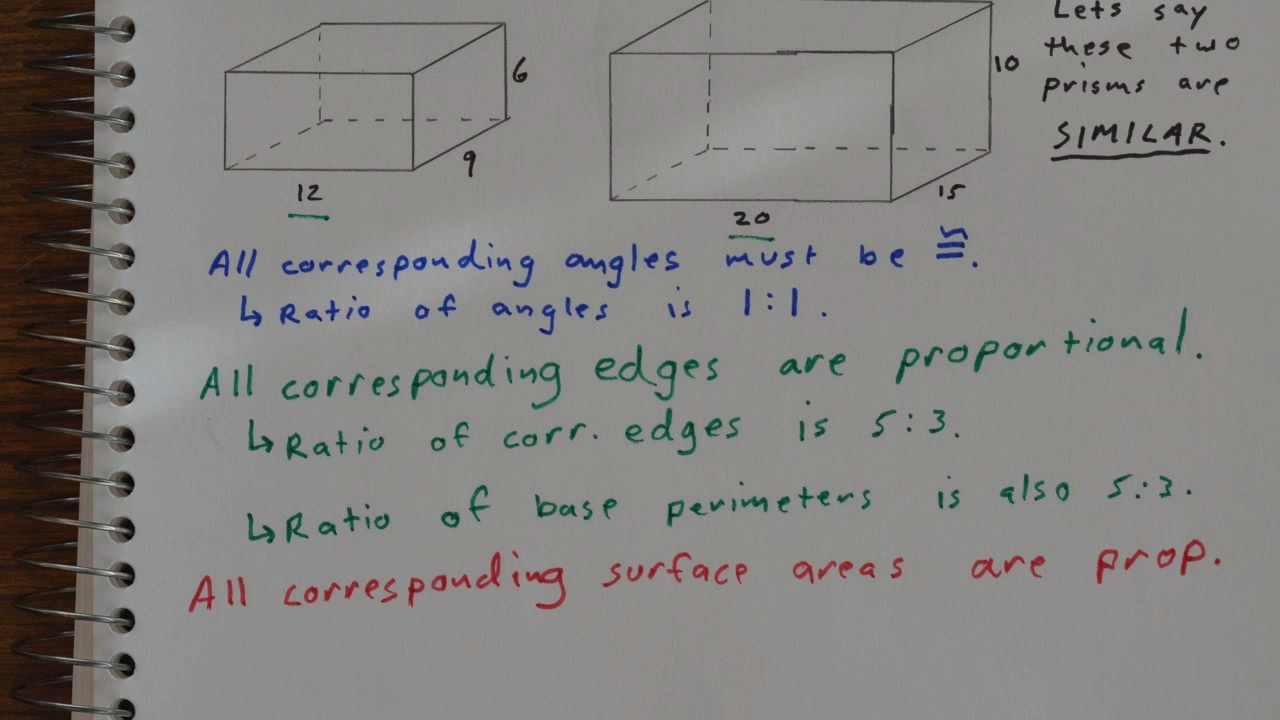 Lets say
these two
prisms are
SIMILAR.
6
9
12
10
15
20
All corresponding angles must be ≅.
↳ Ratio of angles is 1:1.
All corresponding edges are proportional.
↳ Ratio of corr. edges is 5:3.
↳ Ratio of base perimeters is also 5:3.
All corresponding surface areas are prop.